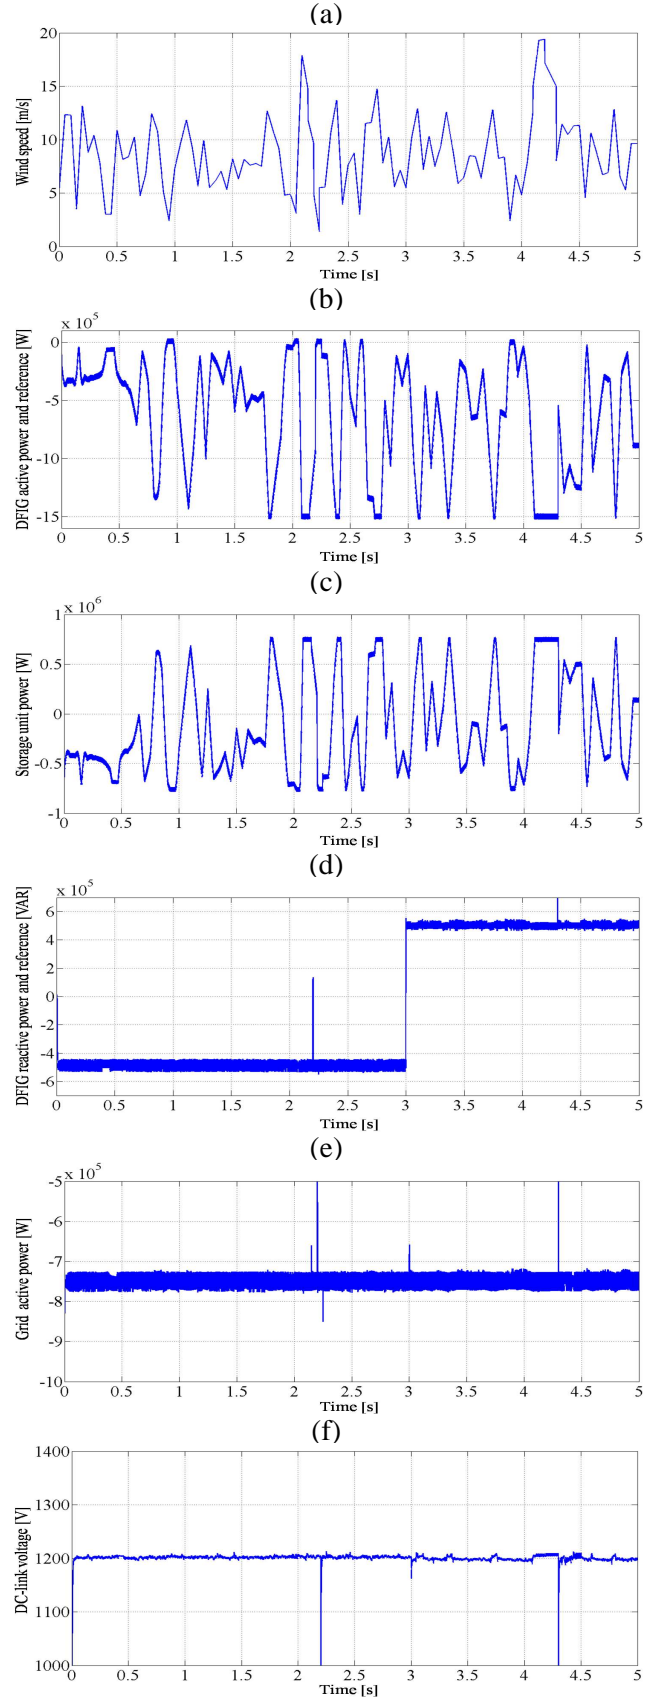 (a)
20
15
10
5
0
Wind speed [m/s]
0 0.5 1 1.5 2 2.5 3 3.5 4 4.5 5
Time [s]
(b)
x 10^5
0
-5
-10
-15
DFIG active power and reference [W]
0 0.5 1 1.5 2 2.5 3 3.5 4 4.5 5
Time [s]
(c)
x 10^6
1
0.5
0
-0.5
-1
Storage unit power [W]
0 0.5 1 1.5 2 2.5 3 3.5 4 4.5 5
Time [s]
(d)
x 10^5
6
4
2
0
-2
-4
-6
DFIG reactive power and reference [VAR]
0 0.5 1 1.5 2 2.5 3 3.5 4 4.5 5
Time [s]
(e)
x 10^5
-5
-6
-7
-8
-9
-10
Grid active power [W]
0 0.5 1 1.5 2 2.5 3 3.5 4 4.5 5
Time [s]
(f)
1400
1300
1200
1100
1000
DC-link voltage [V]
0 0.5 1 1.5 2 2.5 3 3.5 4 4.5 5
Time [s]